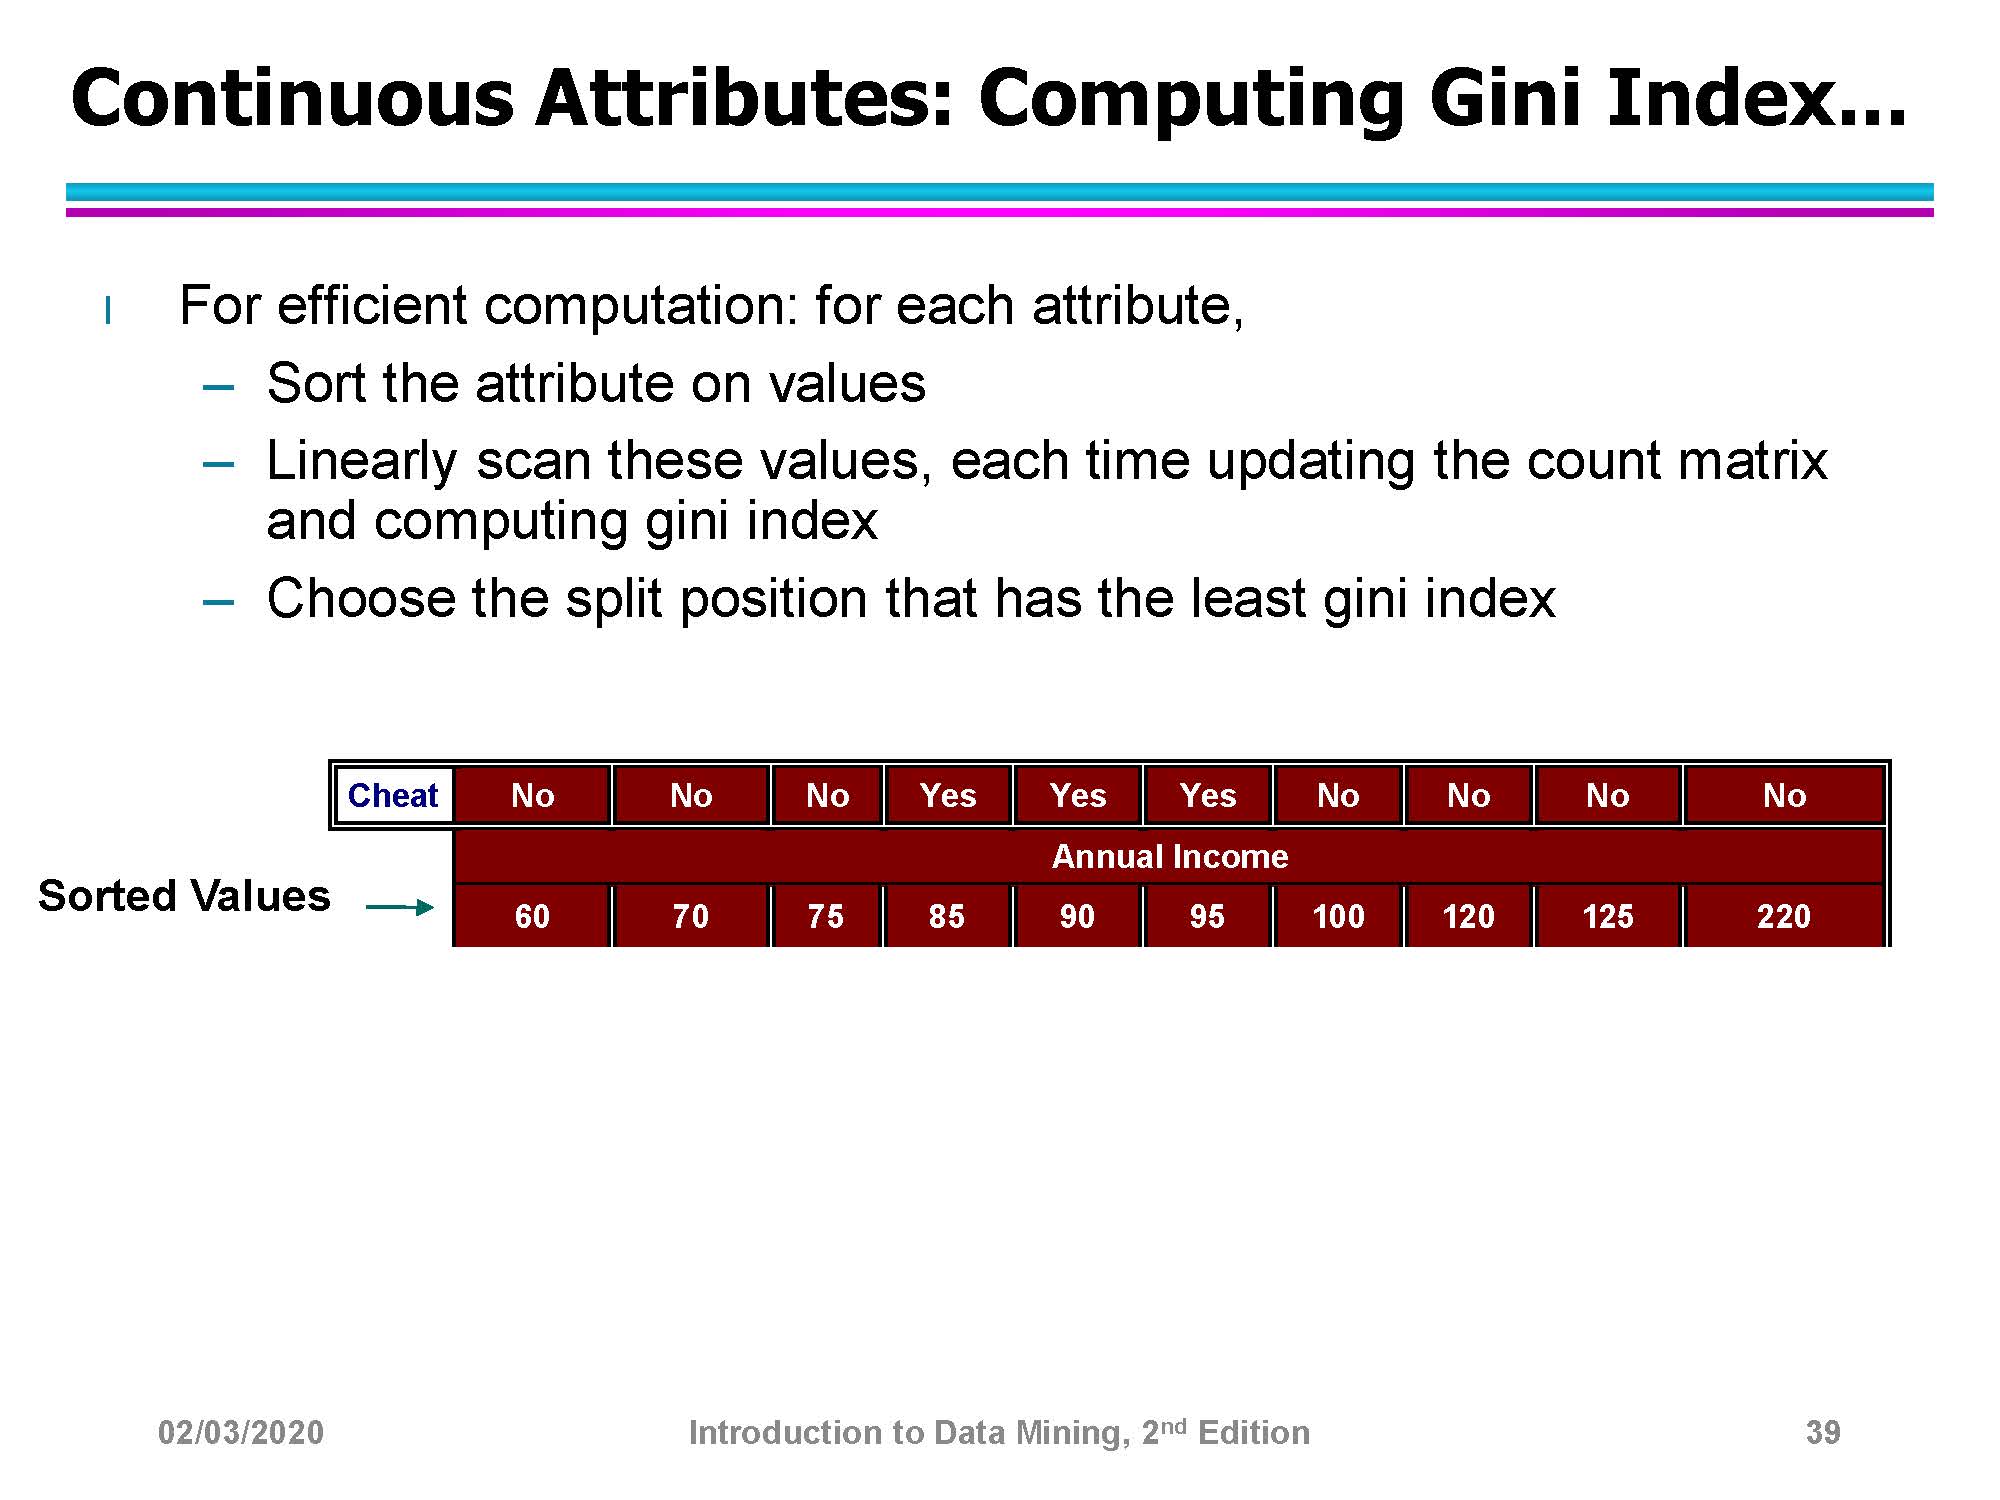 Continuous Attributes: Computing Gini Index...
l For efficient computation: for each attribute,
– Sort the attribute on values
– Linearly scan these values, each time updating the count matrix
and computing gini index
– Choose the split position that has the least gini index
Cheat No No No Yes Yes Yes No No No No
Annual Income
Sorted Values
60 70 75 85 90 95 100 120 125 220
02/03/2020 Introduction to Data Mining, 2nd Edition 39